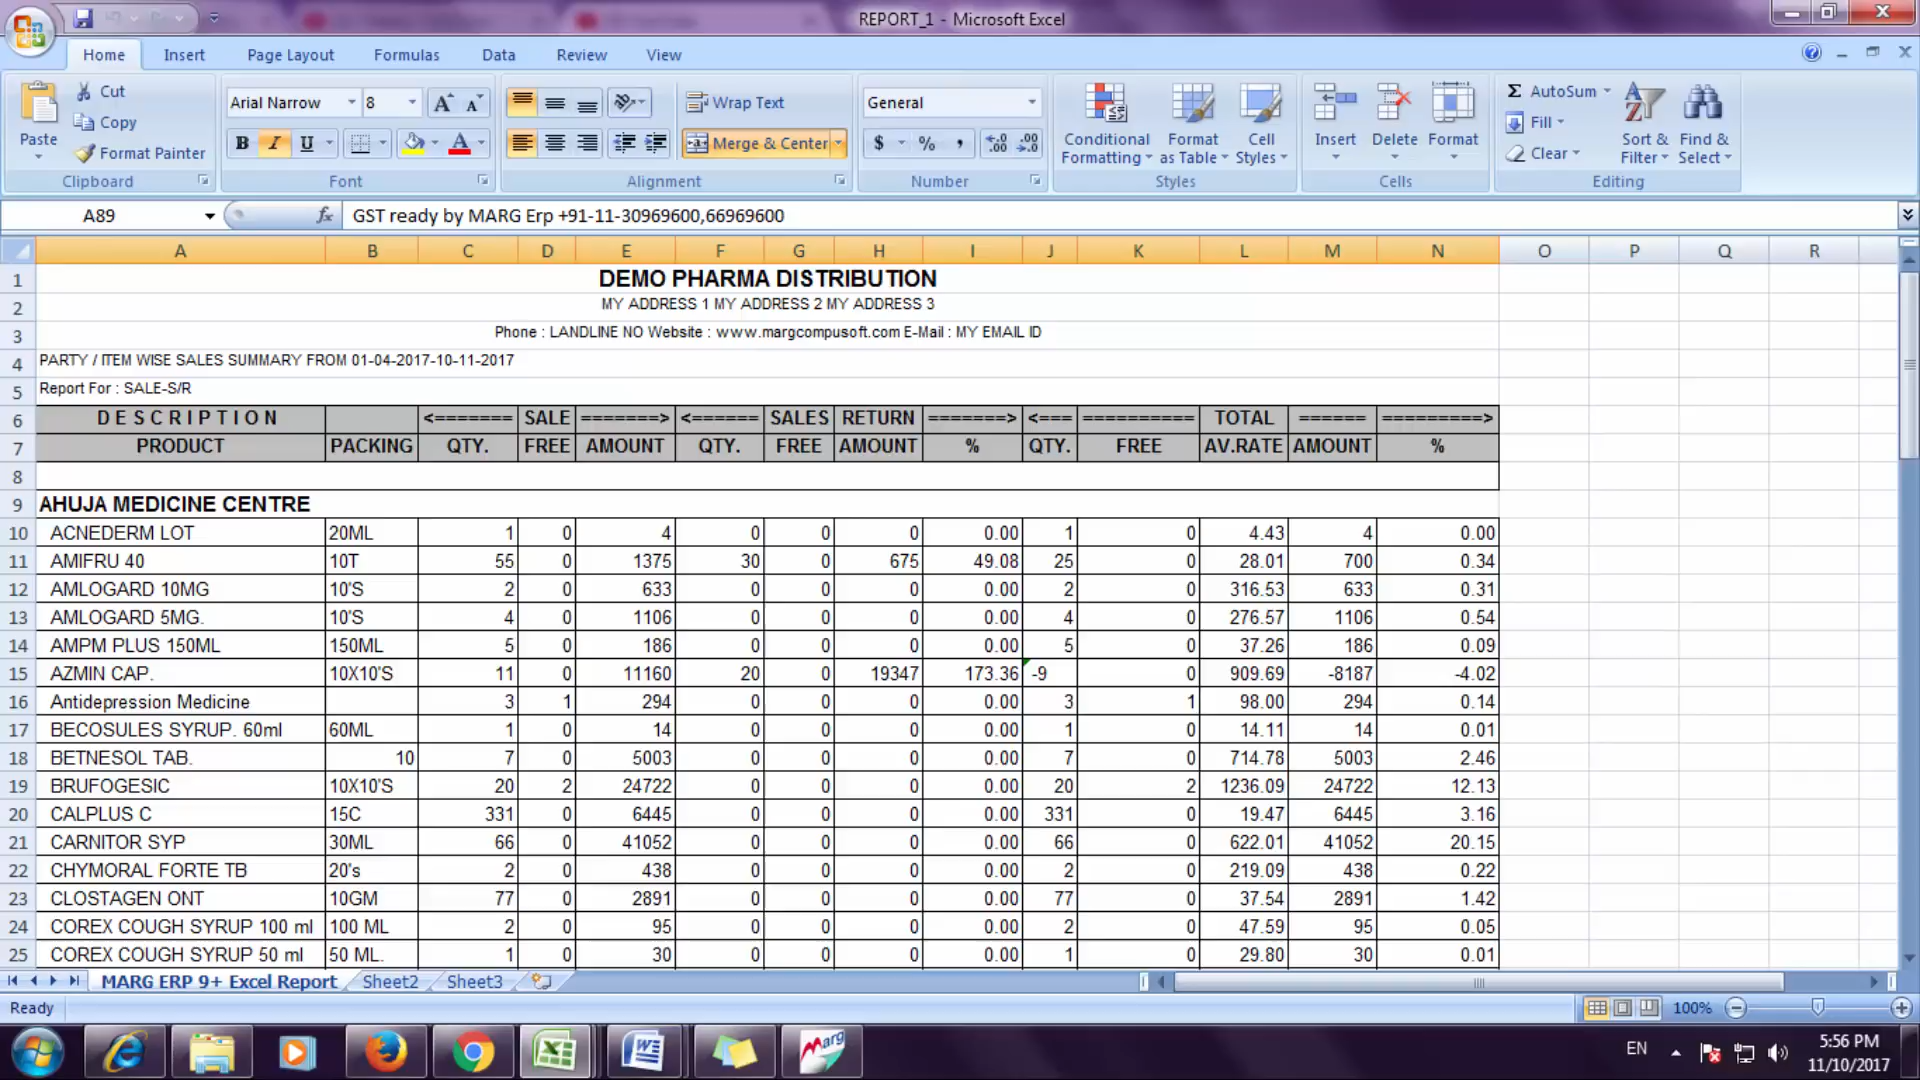 REPORT_1 - Microsoft Excel
Home Insert Page Layout Formulas Data Review View
Paste Cut Copy Format Painter Clipboard
Arial Narrow 8 B I U Font
Wrap Text Merge & Center Alignment
General $ % , Number
Conditional Formatting Format as Table Cell Styles Styles
Insert Delete Format Cells
AutoSum Fill Clear Sort & Filter Find & Select Editing
A89 fx GST ready by MARG Erp +91-11-30969600,66969600
A B C D E F G H I J K L M N O P Q R
1 DEMO PHARMA DISTRIBUTION
2 MY ADDRESS 1 MY ADDRESS 2 MY ADDRESS 3
3 Phone : LANDLINE NO Website : www.margcompusoft.com E-Mail : MY EMAIL ID
4 PARTY / ITEM WISE SALES SUMMARY FROM 01-04-2017-10-11-2017
5 Report For : SALE-S/R
6 D E S C R I P T I O N <======= SALE =======> <====== SALES RETURN =======> <=== ========== TOTAL ====== =========>
7 PRODUCT PACKING QTY. FREE AMOUNT QTY. FREE AMOUNT % QTY. FREE AV.RATE AMOUNT %
8
9 AHUJA MEDICINE CENTRE
10 ACNEDERM LOT 20ML 1 0 4 0 0 0 0.00 1 0 4.43 4 0.00
11 AMIFRU 40 10T 55 0 1375 30 0 675 49.08 25 0 28.01 700 0.34
12 AMLOGARD 10MG 10'S 2 0 633 0 0 0 0.00 2 0 316.53 633 0.31
13 AMLOGARD 5MG. 10'S 4 0 1106 0 0 0 0.00 4 0 276.57 1106 0.54
14 AMPM PLUS 150ML 150ML 5 0 186 0 0 0 0.00 5 0 37.26 186 0.09
15 AZMIN CAP. 10X10'S 11 0 11160 20 0 19347 173.36 -9 0 909.69 -8187 -4.02
16 Antidepression Medicine 3 1 294 0 0 0 0.00 3 1 98.00 294 0.14
17 BECOSULES SYRUP. 60ml 60ML 1 0 14 0 0 0 0.00 1 0 14.11 14 0.01
18 BETNESOL TAB. 10 7 0 5003 0 0 0 0.00 7 0 714.78 5003 2.46
19 BRUFOGESIC 10X10'S 20 2 24722 0 0 0 0.00 20 2 1236.09 24722 12.13
20 CALPLUS C 15C 331 0 6445 0 0 0 0.00 331 0 19.47 6445 3.16
21 CARNITOR SYP 30ML 66 0 41052 0 0 0 0.00 66 0 622.01 41052 20.15
22 CHYMORAL FORTE TB 20's 2 0 438 0 0 0 0.00 2 0 219.09 438 0.22
23 CLOSTAGEN ONT 10GM 77 0 2891 0 0 0 0.00 77 0 37.54 2891 1.42
24 COREX COUGH SYRUP 100 ml 100 ML 2 0 95 0 0 0 0.00 2 0 47.59 95 0.05
25 COREX COUGH SYRUP 50 ml 50 ML. 1 0 30 0 0 0 0.00 1 0 29.80 30 0.01
MARG ERP 9+ Excel Report Sheet2 Sheet3
Ready 100%
Marg EN 5:56 PM
11/10/2017